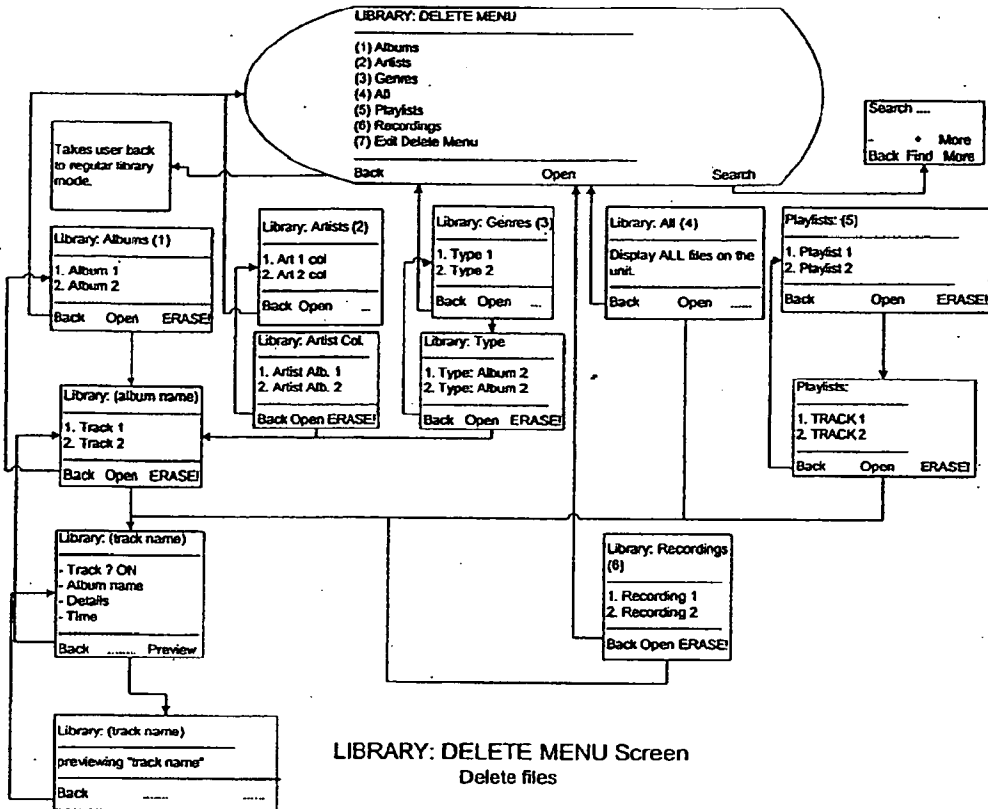 LIBRARY: DELETE MENU
(1) Albums
(2) Artists
(3) Genres
(4) All
(5) Playlists
(6) Recordings
(7) Exit Delete Menu
Back Open Search
Search ....
- + More
Back Find More
Takes user back
to regular library
mode.
Library: Albums (1)
1. Album 1
2. Album 2
Back Open ERASE!
Library: Artists (2)
1. Art 1 col
2. Art 2 col
Back Open ...
Library: Genres (3)
1. Type 1
2. Type 2
Back Open ...
Library: All (4)
Display ALL files on the
unit.
Back Open ......
Playlists: (5)
1. Playlist 1
2. Playlist 2
Back Open ERASE!
Library: Artist Col.
1. Artist Alb. 1
2. Artist Alb. 2
Back Open ERASE!
Library: Type
1. Type: Album 2
2. Type: Album 2
Back Open ERASE!
Library: (album name)
1. Track 1
2. Track 2
Back Open ERASE!
Playlists:
1. TRACK 1
2. TRACK 2
Back Open ERASE!
Library: (track name)
- Track ? ON
- Album name
- Details
- Time
Back ........ Preview
Library: Recordings
(6)
1. Recording 1
2. Recording 2
Back Open ERASE!
Library: (track name)
previewing "track name"
Back ...... ......
LIBRARY: DELETE MENU Screen
Delete files